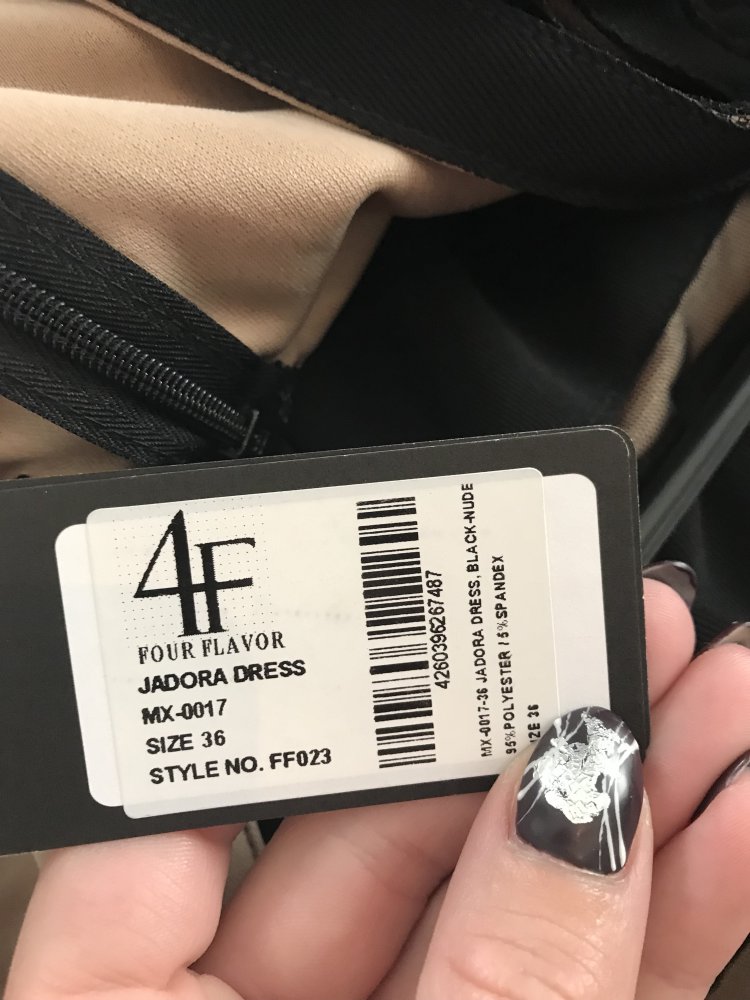 4F
FOUR FLAVOR
JADORA DRESS
MX-0017
SIZE 36
STYLE NO. FF023
4260396267487
MX-0017-36 JADORA DRESS, BLACK-NUDE
95%POLYESTER / 5%SPANDEX
IZE 36